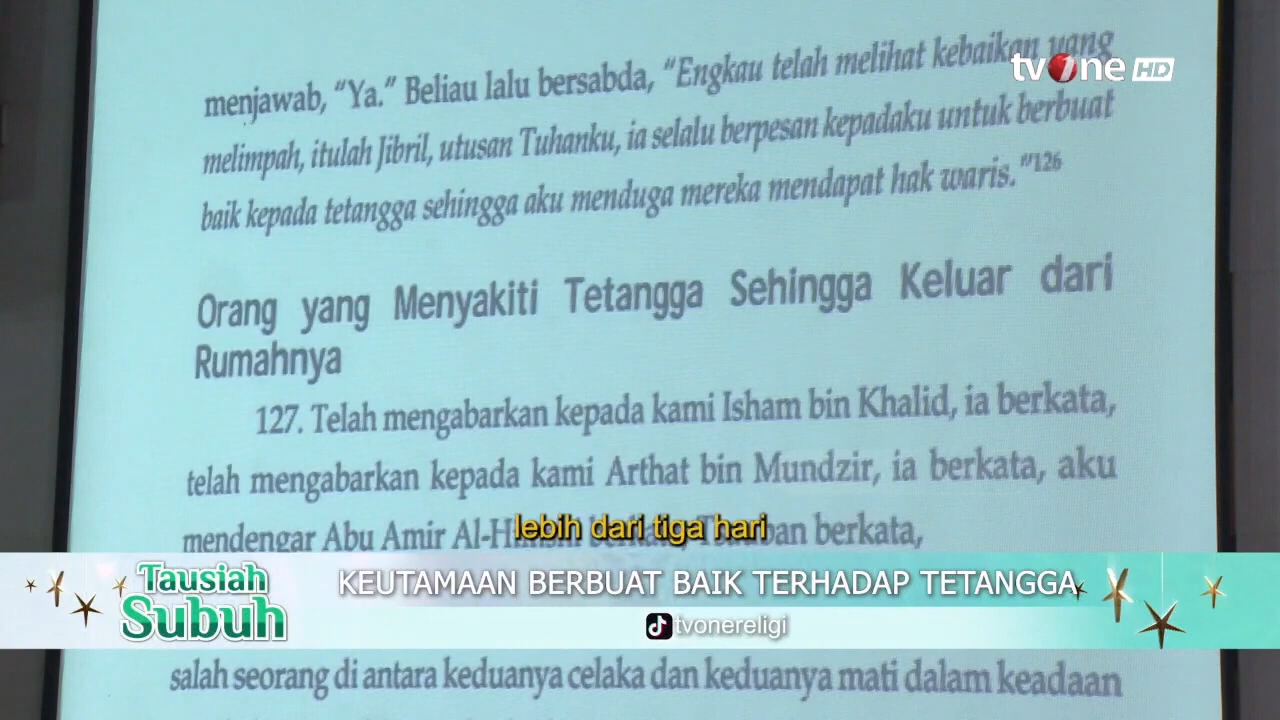 menjawab, "Ya." Beliau lalu bersabda, "Engkau telah melihat kebaikan yang
tvOne HD
melimpah, itulah Jibril, utusan Tuhanku, ia selalu berpesan kepadaku untuk berbuat
baik kepada tetangga sehingga aku menduga mereka mendapat hak waris."126
Orang yang Menyakiti Tetangga Sehingga Keluar dari
Rumahnya
127. Telah mengabarkan kepada kami Isham bin Khalid, ia berkata,
telah mengabarkan kepada kami Arthat bin Mundzir, ia berkata, aku
mendengar Abu Amir berkata,
lebih dari tiga hari
Tausiah
Subuh
KEUTAMAAN BERBUAT BAIK TERHADAP TETANGGA
tvonereligi
salah seorang di antara keduanya celaka dan keduanya mati dalam keadaan